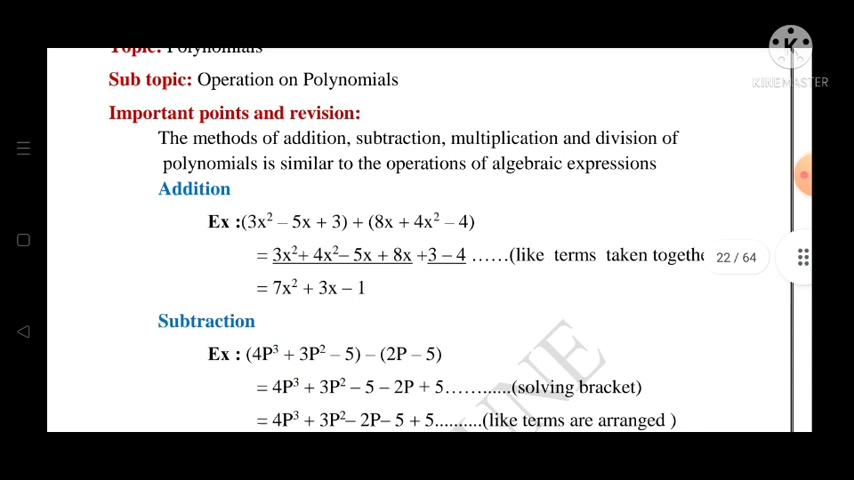 Topic: Polynomials
Sub topic: Operation on Polynomials
Important points and revision:
The methods of addition, subtraction, multiplication and division of
polynomials is similar to the operations of algebraic expressions
Addition
Ex :(3x² – 5x + 3) + (8x + 4x² – 4)
= 3x²+ 4x²– 5x + 8x +3 – 4 ……(like terms taken togethe
= 7x² + 3x – 1
Subtraction
Ex : (4P³ + 3P² – 5) – (2P – 5)
= 4P³ + 3P² – 5 – 2P + 5…….....(solving bracket)
= 4P³ + 3P²– 2P– 5 + 5..........(like terms are arranged )
22 / 64
K
KINEMASTER